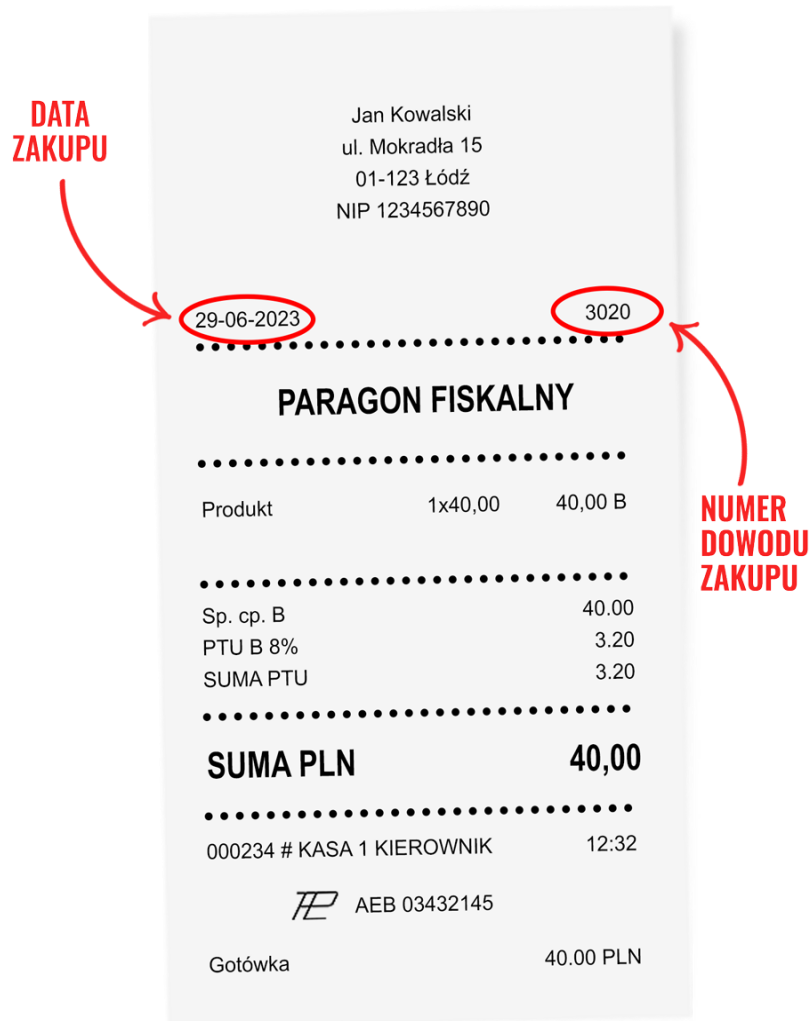 DATA
ZAKUPU
Jan Kowalski
ul. Mokradła 15
01-123 Łódź
NIP 1234567890
29-06-2023 3020
PARAGON FISKALNY
NUMER
DOWODU
ZAKUPU
Produkt 1x40,00 40,00 B
Sp. cp. B 40.00
PTU B 8% 3.20
SUMA PTU 3.20
SUMA PLN 40,00
000234 # KASA 1 KIEROWNIK 12:32
AEB 03432145
Gotówka 40.00 PLN